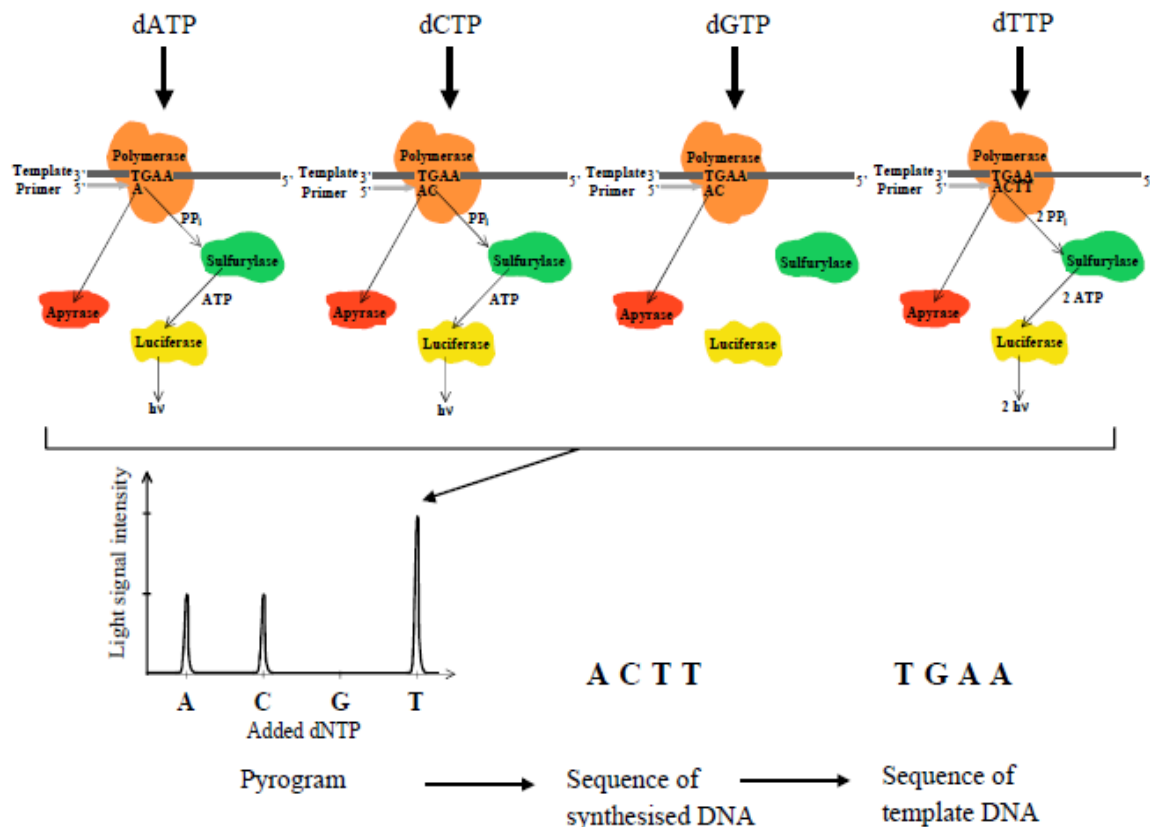 dATP
dCTP
dGTP
dTTP
Polymerase
Template 3’ TGAA 5’
Primer 5’ A
PPi
Sulfurylase
ATP
Apyrase
Luciferase
hν
Polymerase
Template 3’ TGAA 5’
Primer 5’ AC
PPi
Sulfurylase
ATP
Apyrase
Luciferase
hν
Polymerase
Template 3’ TGAA 5’
Primer 5’ AC
Sulfurylase
Apyrase
Luciferase
Polymerase
Template 3’ TGAA 5
Primer 5’ ACTT
2 PPi
Sulfurylase
2 ATP
Apyrase
Luciferase
2 hν
Light signal intensity
A C G T
Added dNTP
A C T T
T G A A
Pyrogram
Sequence of
synthesised DNA
Sequence of
template DNA